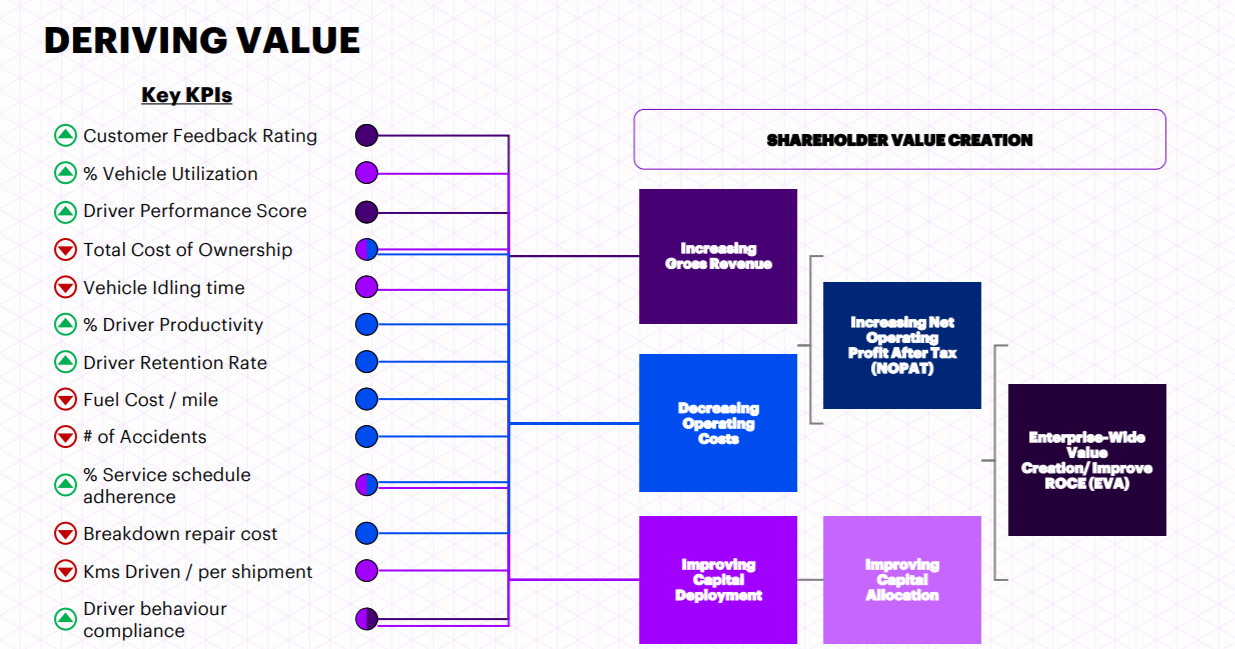 DERIVING VALUE
Key KPIs
Customer Feedback Rating
% Vehicle Utilization
Driver Performance Score
Total Cost of Ownership
Vehicle Idling time
% Driver Productivity
Driver Retention Rate
Fuel Cost / mile
# of Accidents
% Service schedule
adherence
Breakdown repair cost
Kms Driven / per shipment
Driver behaviour
compliance
SHAREHOLDER VALUE CREATION
Increasing
Gross Revenue
Decreasing
Operating
Costs
Improving
Capital
Deployment
Increasing Net
Operating
Profit After Tax
(NOPAT)
Improving
Capital
Allocation
Enterprise-Wide
Value
Creation/ Improve
ROCE (EVA)